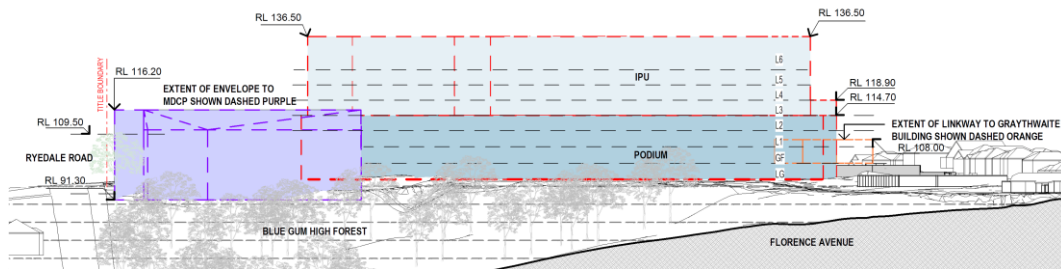 RL 136.50
RL 136.50
L6
IPU
L5
L4
L3
RL 116.20
TITLE BOUNDARY
EXTENT OF ENVELOPE TO
MDCP SHOWN DASHED PURPLE
RL 118.90
RL 114.70
RL 109.50
L2
EXTENT OF LINKWAY TO GRAYTHWAITE
BUILDING SHOWN DASHED ORANGE
L1
RL 108.00
RYEDALE ROAD
PODIUM
GF
LG
RL 91.30
BLUE GUM HIGH FOREST
FLORENCE AVENUE